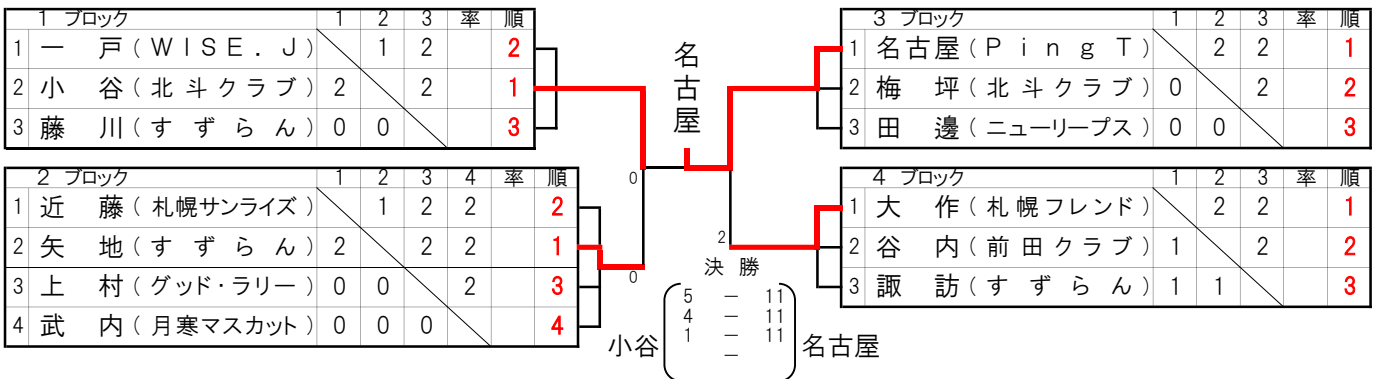 1 ブロック 1 2 3 率 順
1 一 戸(WISE.J) 1 2 2
2 小 谷(北斗クラブ) 2 2 1
3 藤 川(すずらん) 0 0 3
2 ブロック 1 2 3 4 率 順
1 近 藤(札幌サンライズ) 1 2 2 2
2 矢 地(すずらん) 2 2 2 1
3 上 村(グッド・ラリー) 0 0 2 3
4 武 内(月寒マスカット) 0 0 0 4
名古屋
0
0
2
決 勝
小谷 名古屋
5 － 11
4 － 11
1 － 11
－
3 ブロック 1 2 3 率 順
1 名古屋(PingT) 2 2 1
2 梅 坪(北斗クラブ) 0 2 2
3 田 邊(ニューリープス) 0 0 3
4 ブロック 1 2 3 率 順
1 大 作(札幌フレンド) 2 2 1
2 谷 内(前田クラブ) 1 2 2
3 諏 訪(すずらん) 1 1 3